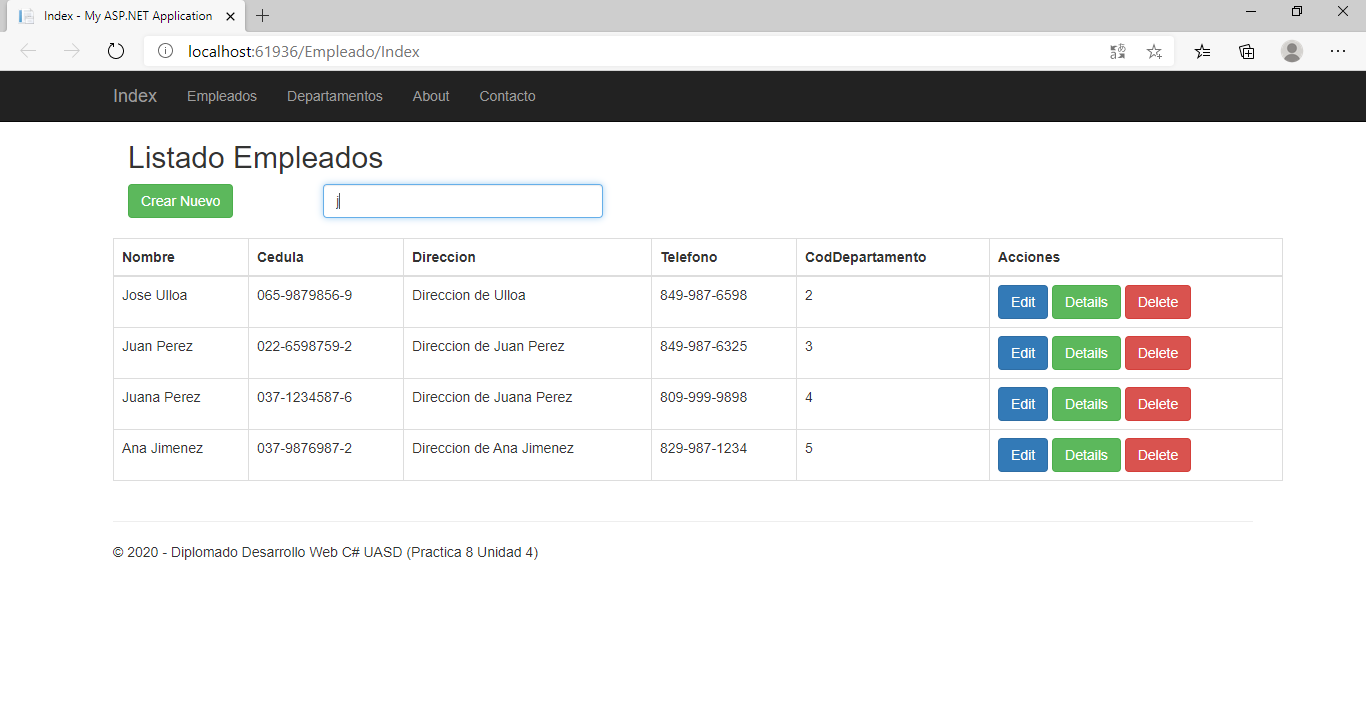 Index - My ASP.NET Application
localhost:61936/Empleado/Index
Index Empleados Departamentos About Contacto
Listado Empleados
Crear Nuevo j
Nombre Cedula Direccion Telefono CodDepartamento Acciones
Jose Ulloa 065-9879856-9 Direccion de Ulloa 849-987-6598 2 Edit Details Delete
Juan Perez 022-6598759-2 Direccion de Juan Perez 849-987-6325 3 Edit Details Delete
Juana Perez 037-1234587-6 Direccion de Juana Perez 809-999-9898 4 Edit Details Delete
Ana Jimenez 037-9876987-2 Direccion de Ana Jimenez 829-987-1234 5 Edit Details Delete
© 2020 - Diplomado Desarrollo Web C# UASD (Practica 8 Unidad 4)